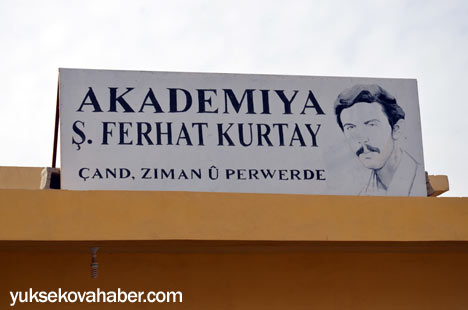 AKADEMIYA
Ş. FERHAT KURTAY
ÇAND, ZIMAN Û PERWERDE
yuksekovahaber.com